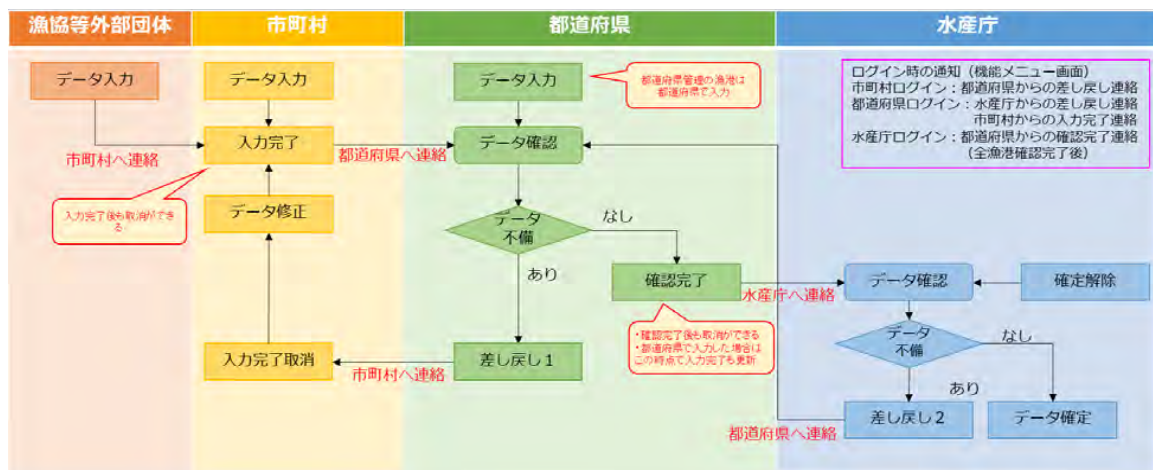 漁協等外部団体
市町村
都道府県
水産庁
データ入力
データ入力
データ入力
都道府県管理の漁港は
都道府県で入力
ログイン時の通知(機能メニュー画面)
市町村ログイン:都道府県からの差し戻し連絡
都道府県ログイン:水産庁からの差し戻し連絡
市町村からの入力完了連絡
水産庁ログイン:都道府県からの確認完了連絡
(全漁港確認完了後)
市町村へ連絡
入力完了
都道府県へ連絡
データ確認
入力完了後も取消ができ
る
データ修正
データ
不備
なし
あり
確認完了
水産庁へ連絡
データ確認
確定解除
・確認完了後も取消ができる
・都道府県で入力した場合は
この時点で入力完了も更新
データ
不備
なし
あり
入力完了取消
市町村へ連絡
差し戻し1
都道府県へ連絡
差し戻し2
データ確定